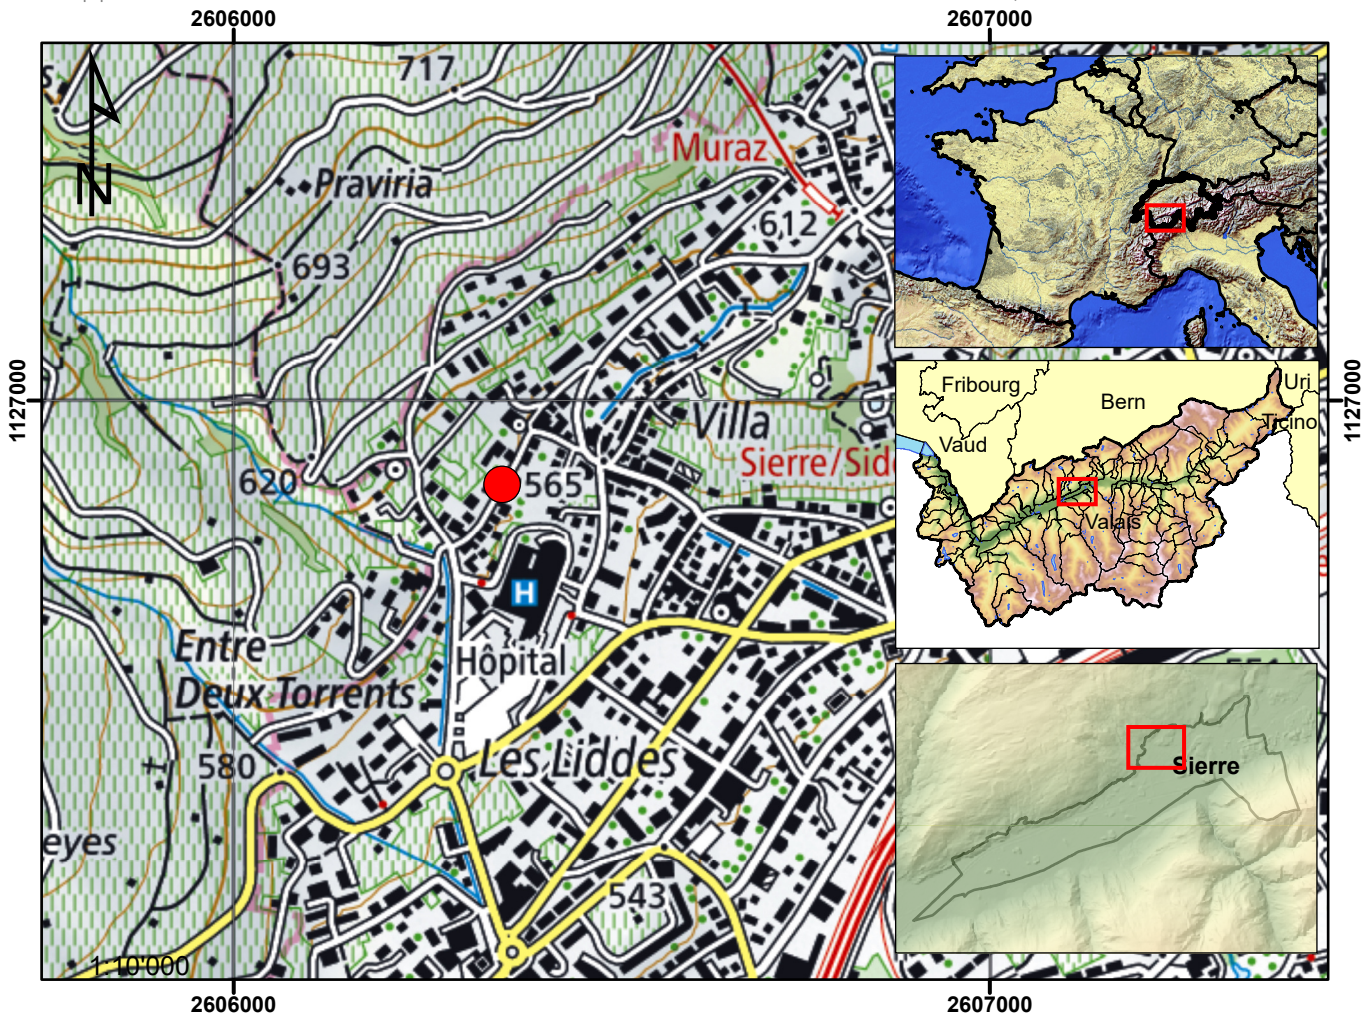 2606000
2607000
717
N
Praviria
Muraz
612
693
1127000
1127000
Villa
Sierre/Sid
620
565
H
Entre
Deux Torrents
Hôpital
580
Les Liddes
eyes
543
1:10'000
Fribourg
Bern
Uri
Ticino
Vaud
Valais
Sierre
2606000
2607000